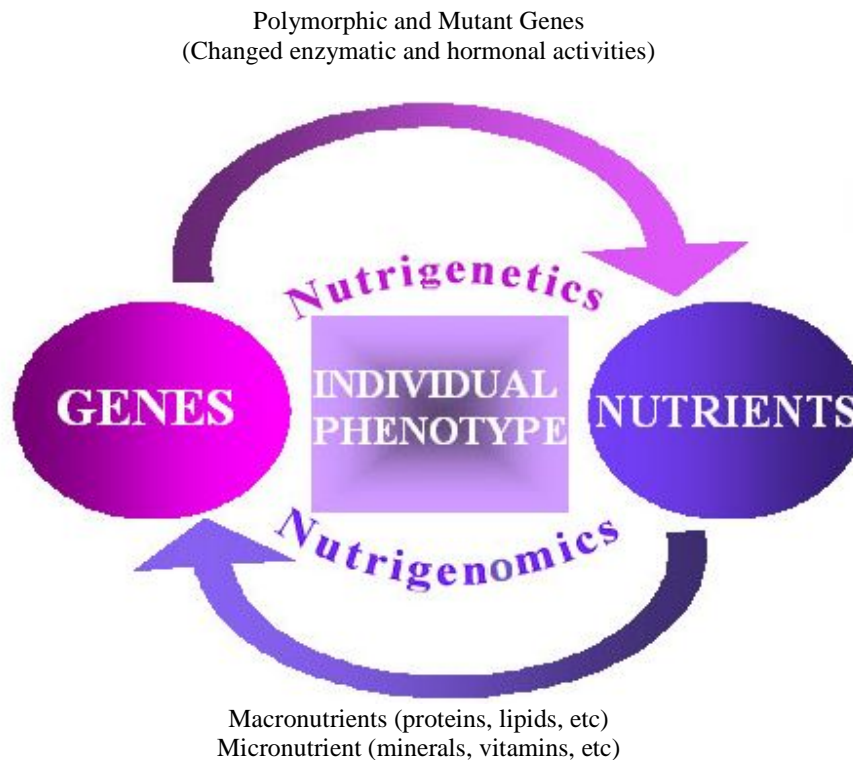 Polymorphic and Mutant Genes
(Changed enzymatic and hormonal activities)
Nutrigenetics
GENES
INDIVIDUAL
PHENOTYPE
NUTRIENTS
Nutrigenomics
Macronutrients (proteins, lipids, etc)
Micronutrient (minerals, vitamins, etc)